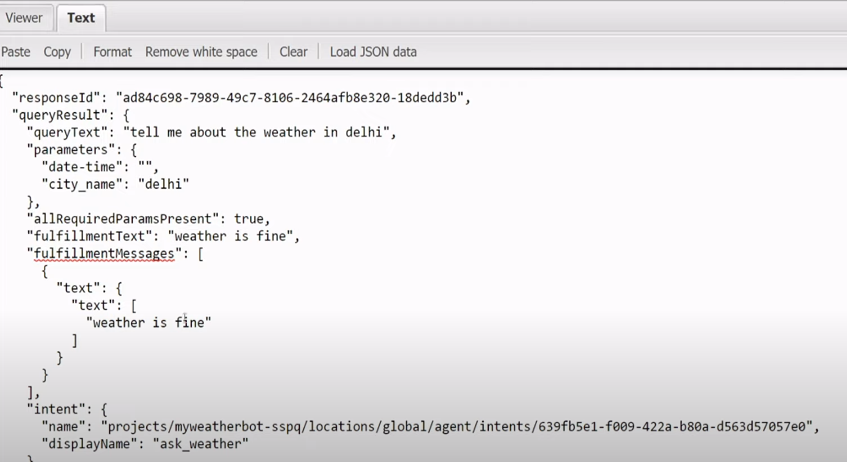 Viewer Text
Paste Copy Format Remove white space Clear Load JSON data
{
"responseId": "ad84c698-7989-49c7-8106-2464afb8e320-18dedd3b",
"queryResult": {
"queryText": "tell me about the weather in delhi",
"parameters": {
"date-time": "",
"city_name": "delhi"
},
"allRequiredParamsPresent": true,
"fulfillmentText": "weather is fine",
"fulfillmentMessages": [
{
"text": {
"text": [
"weather is fine"
]
}
}
],
"intent": {
"name": "projects/myweatherbot-sspq/locations/global/agent/intents/639fb5e1-f009-422a-b80a-d563d57057e0",
"displayName": "ask_weather"
}